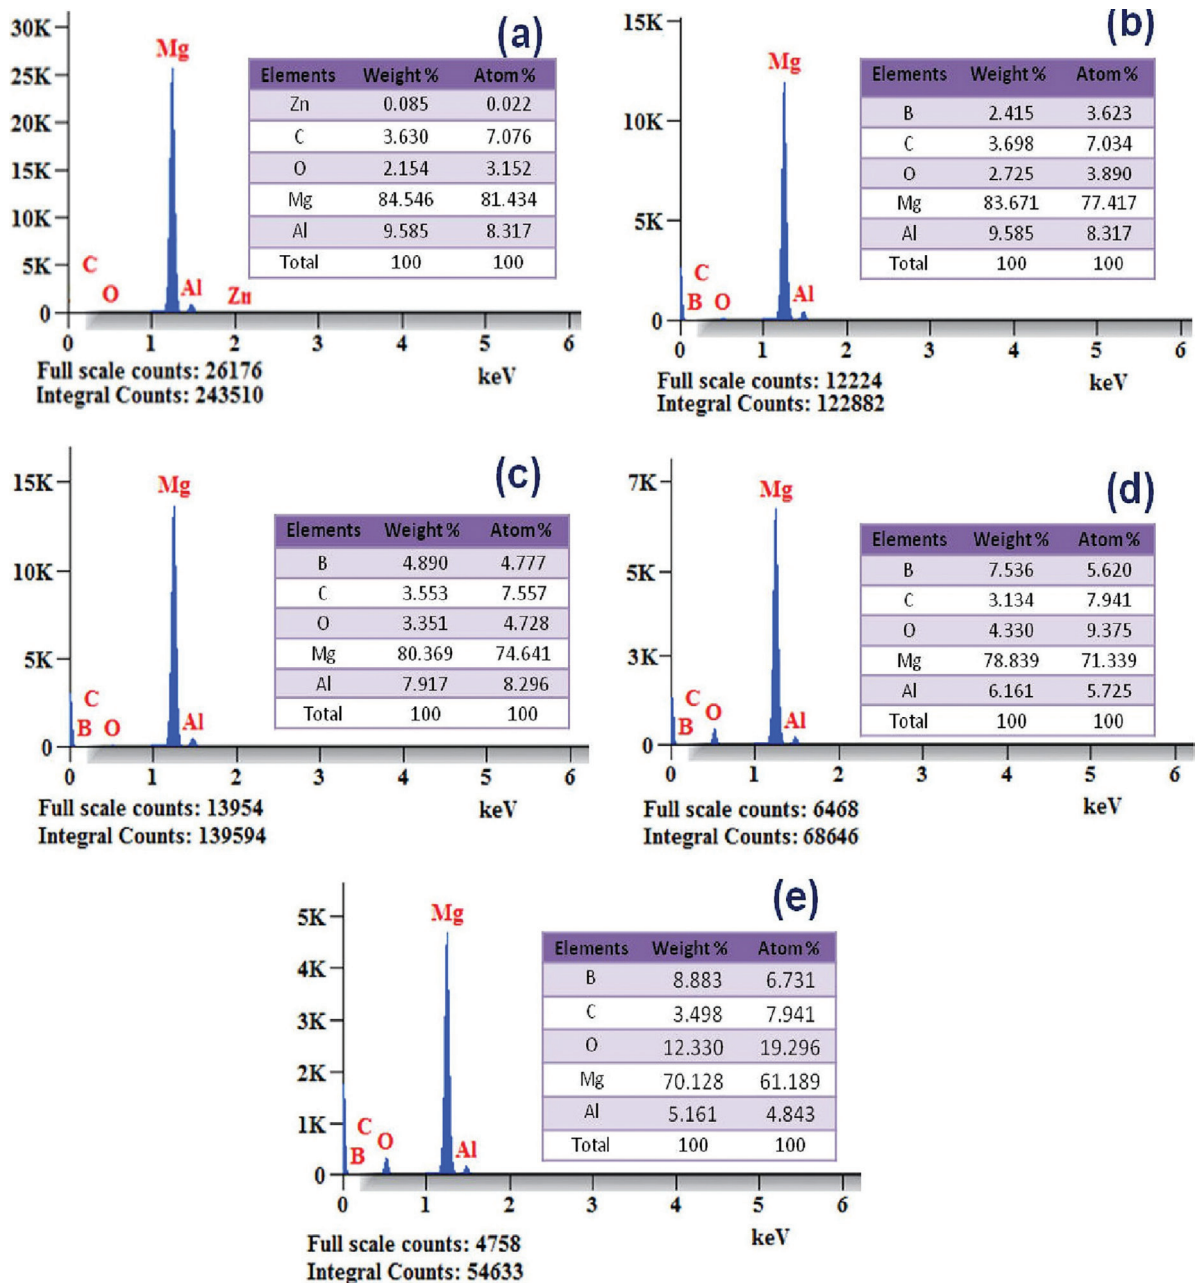 (a)
30K
25K
20K
15K
10K
5K
0
Mg
C
O
Al
Zn
Elements Weight % Atom %
Zn 0.085 0.022
C 3.630 7.076
O 2.154 3.152
Mg 84.546 81.434
Al 9.585 8.317
Total 100 100
0 1 2 3 4 5 6
keV
Full scale counts: 26176
Integral Counts: 243510
(b)
15K
10K
5K
0
Mg
C
B O
Al
Elements Weight % Atom %
B 2.415 3.623
C 3.698 7.034
O 2.725 3.890
Mg 83.671 77.417
Al 9.585 8.317
Total 100 100
0 1 2 3 4 5 6
keV
Full scale counts: 12224
Integral Counts: 122882
(c)
15K
10K
5K
0
Mg
C
B O
Al
Elements Weight % Atom %
B 4.890 4.777
C 3.553 7.557
O 3.351 4.728
Mg 80.369 74.641
Al 7.917 8.296
Total 100 100
0 1 2 3 4 5 6
keV
Full scale counts: 13954
Integral Counts: 139594
(d)
7K
5K
3K
0
Mg
C
O
B
Al
Elements Weight % Atom %
B 7.536 5.620
C 3.134 7.941
O 4.330 9.375
Mg 78.839 71.339
Al 6.161 5.725
Total 100 100
0 1 2 3 4 5 6
keV
Full scale counts: 6468
Integral Counts: 68646
(e)
5K
4K
3K
2K
1K
0
Mg
C
O
B
Al
Elements Weight % Atom %
B 8.883 6.731
C 3.498 7.941
O 12.330 19.296
Mg 70.128 61.189
Al 5.161 4.843
Total 100 100
0 1 2 3 4 5 6
keV
Full scale counts: 4758
Integral Counts: 54633